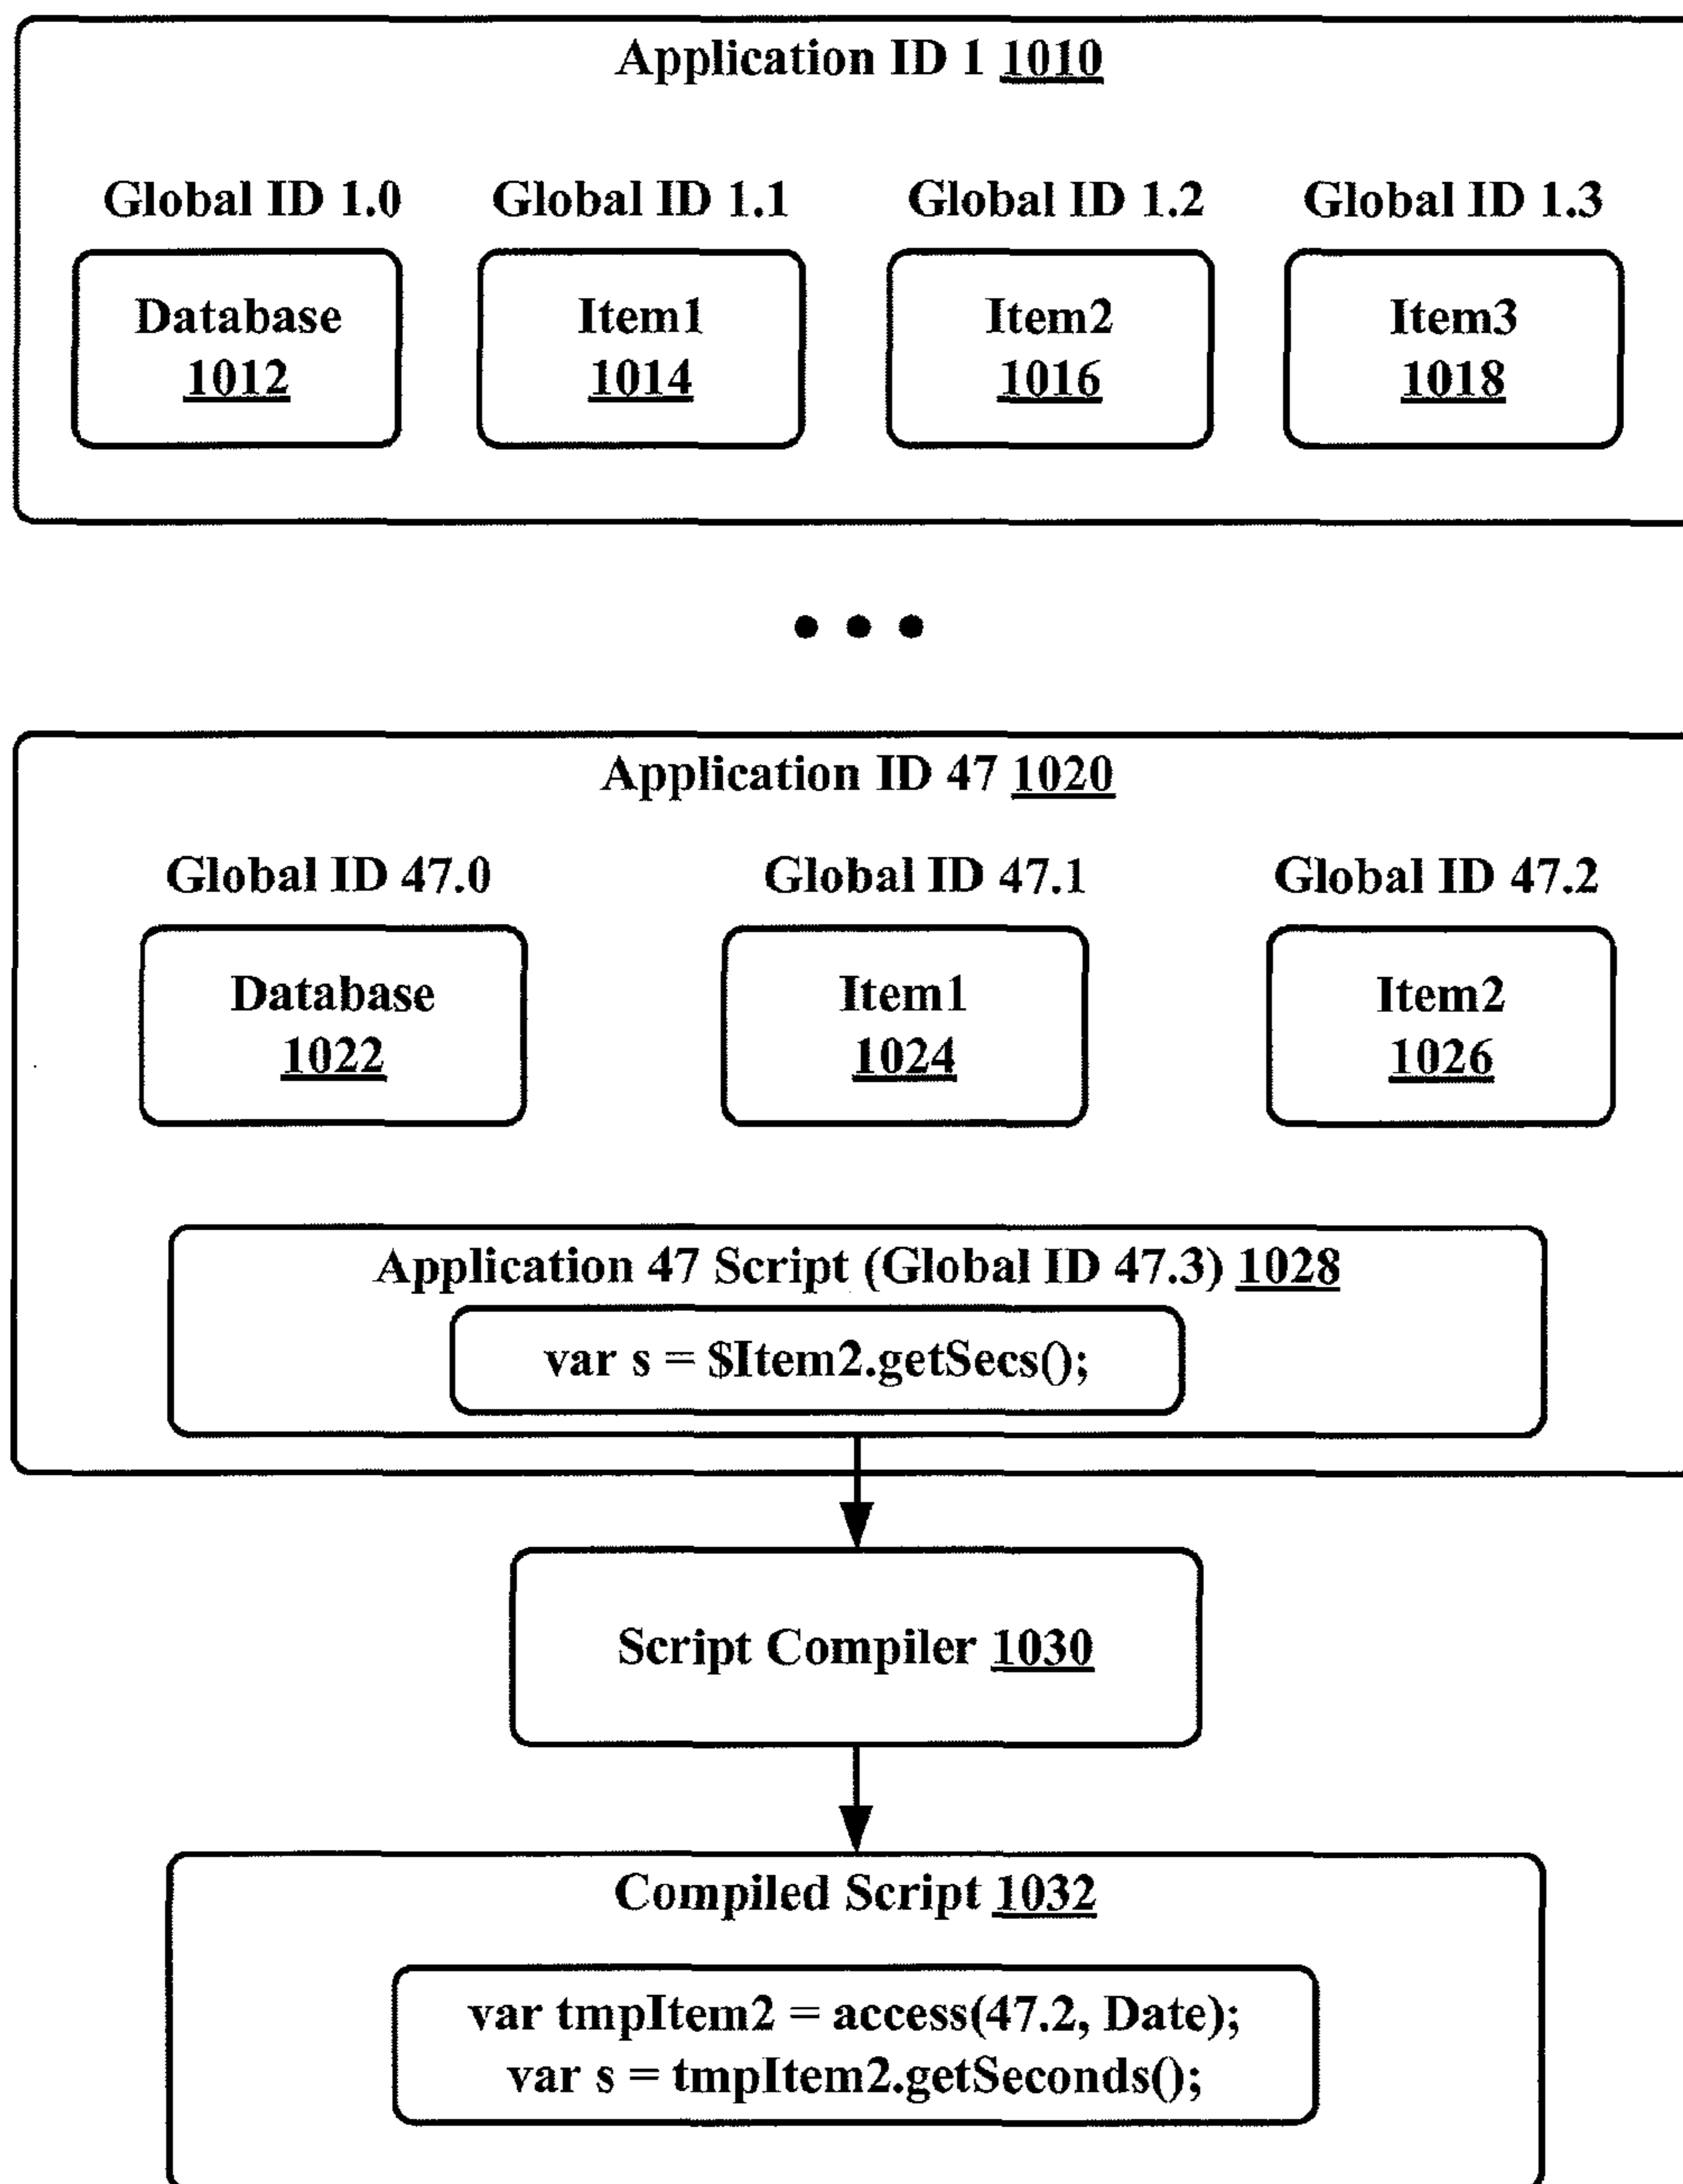 Application ID 1 1010
Global ID 1.0 Global ID 1.1 Global ID 1.2 Global ID 1.3
Database Item1 Item2 Item3
1012 1014 1016 1018
Application ID 47 1020
Global ID 47.0 Global ID 47.1 Global ID 47.2
Database Item1 Item2
1022 1024 1026
Application 47 Script (Global ID 47.3) 1028
var s = $Item2.getSecs();
Script Compiler 1030
Compiled Script 1032
var tmpItem2 = access(47.2, Date);
var s = tmpItem2.getSeconds();